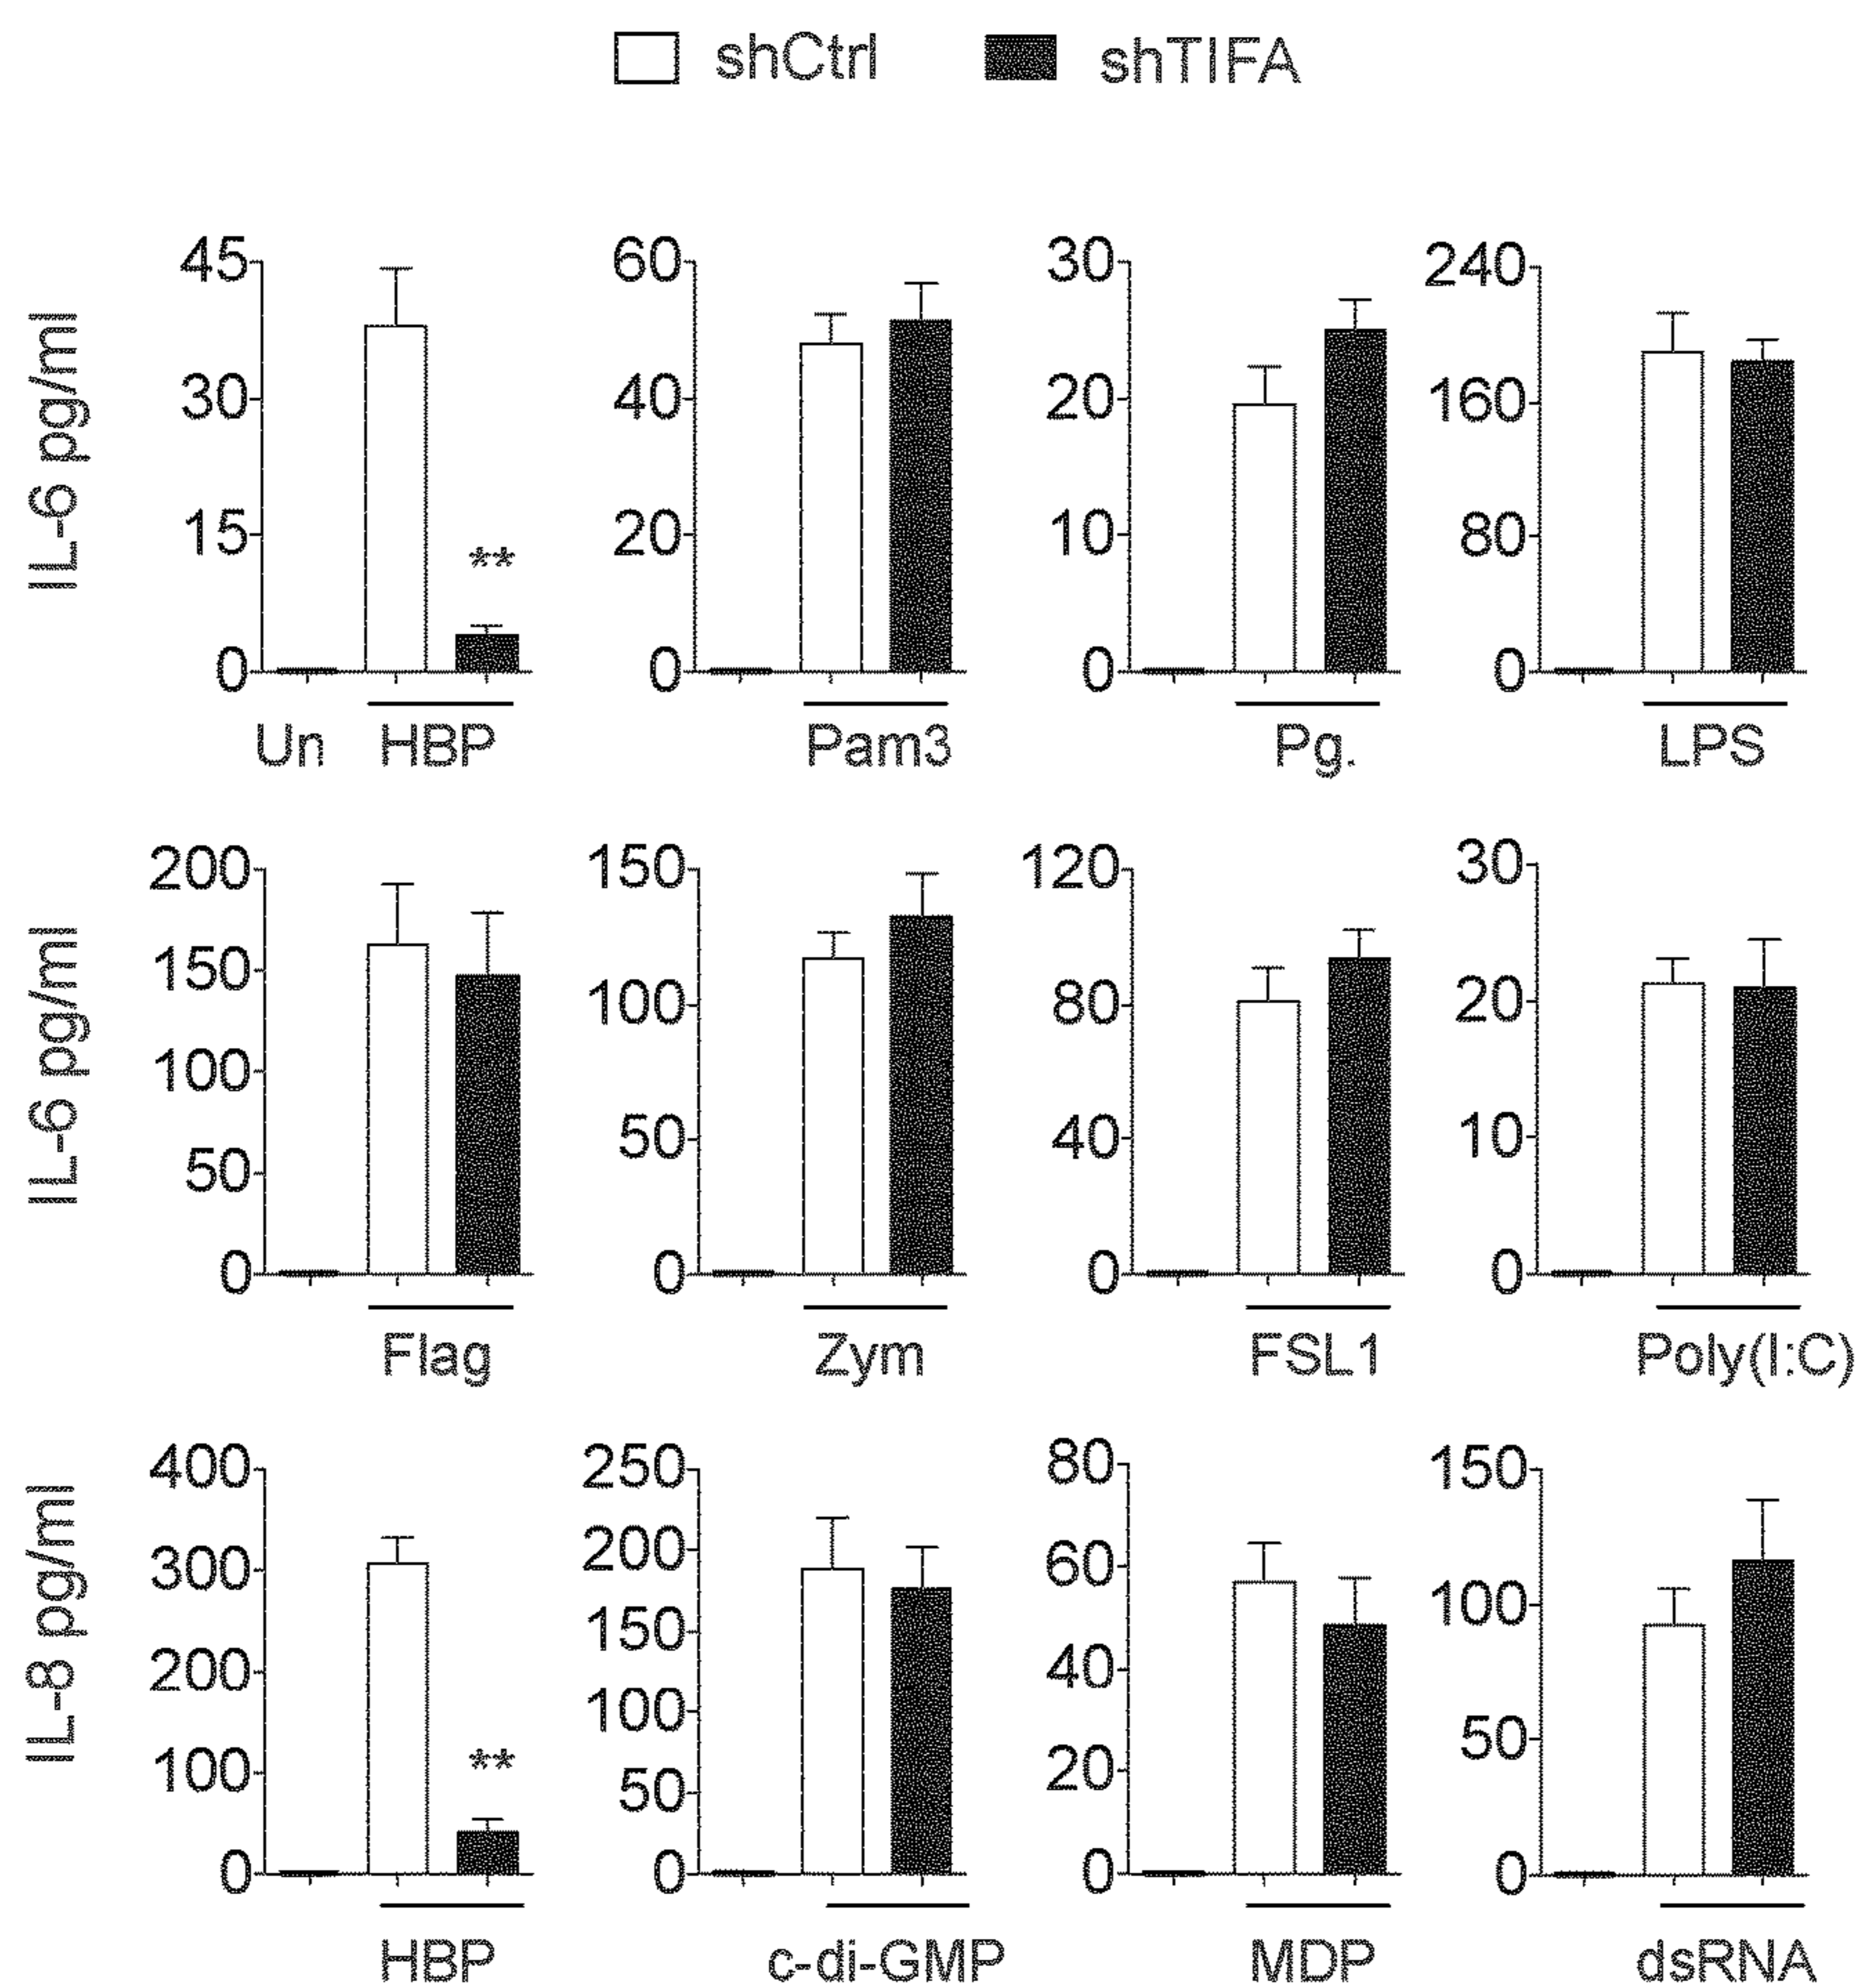 shCtrl shTIFA
IL-6 pg/ml
45 30 15 0
**
Un HBP
60 40 20 0
Pam3
30 20 10 0
Pg.
240 160 80 0
LPS
IL-6 pg/ml
200 150 100 50 0
Flag
150 100 50 0
Zym
120 80 40 0
FSL1
30 20 10 0
Poly(I:C)
IL-8 pg/ml
400 300 200 100 0
**
HBP
250 200 150 100 50 0
c-di-GMP
80 60 40 20 0
MDP
150 100 50 0
dsRNA